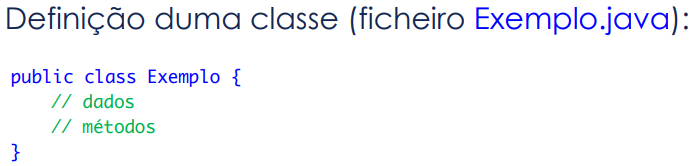 Definição duma classe (ficheiro Exemplo.java):
public class Exemplo {
// dados
// métodos
}